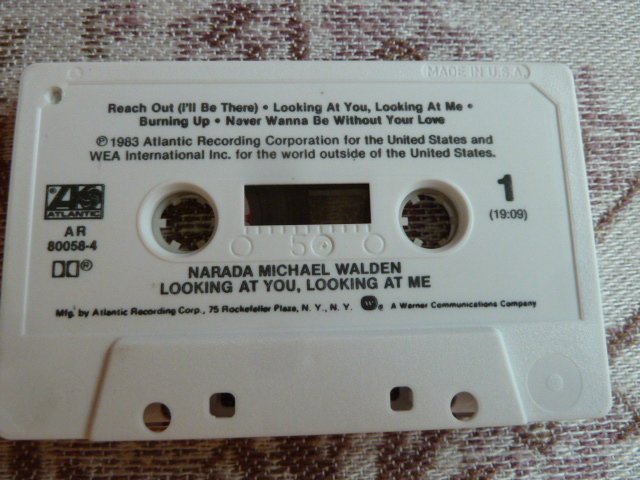 MADE IN U.S.A.
Reach Out (I'll Be There) • Looking At You, Looking At Me •
Burning Up • Never Wanna Be Without Your Love
℗ 1983 Atlantic Recording Corporation for the United States and
WEA International Inc. for the world outside of the United States.
ATLANTIC
1
(19:09)
AR
80058-4
50
NARADA MICHAEL WALDEN
LOOKING AT YOU, LOOKING AT ME
Mfg. by Atlantic Recording Corp., 75 Rockefeller Plaza, N. Y., N. Y. A Warner Communications Company